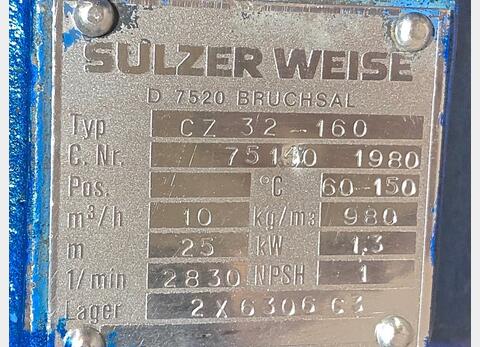 SULZER WEISE
D 7520 BRUCHSAL
Typ CZ 32-160
C. Nr. // 75140 1980
Pos. // °C 60-150
m³/h 10 kg/m³ 980
m 25 kW 1.3
1/min 2830 NPSH 1
Lager 2 X 6306 C3